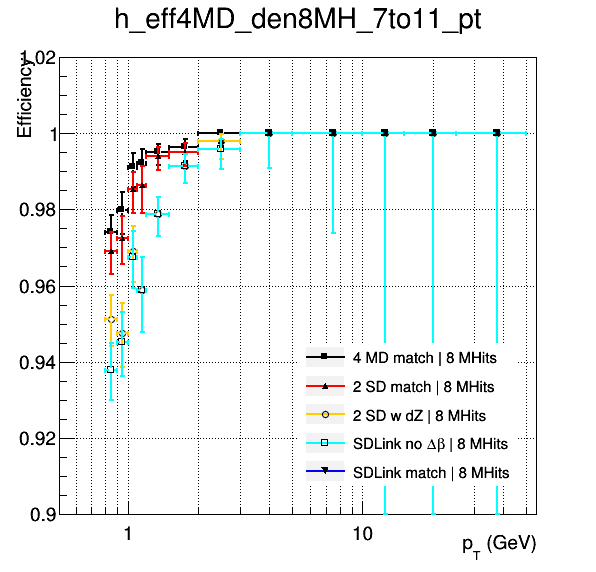 h_eff4MD_den8MH_7to11_pt
Efficiency
1.02
1
0.98
0.96
0.94
0.92
0.9
4 MD match | 8 MHits
2 SD match | 8 MHits
2 SD w dZ | 8 MHits
SDLink no Δβ | 8 MHits
SDLink match | 8 MHits
1
10
p_T (GeV)